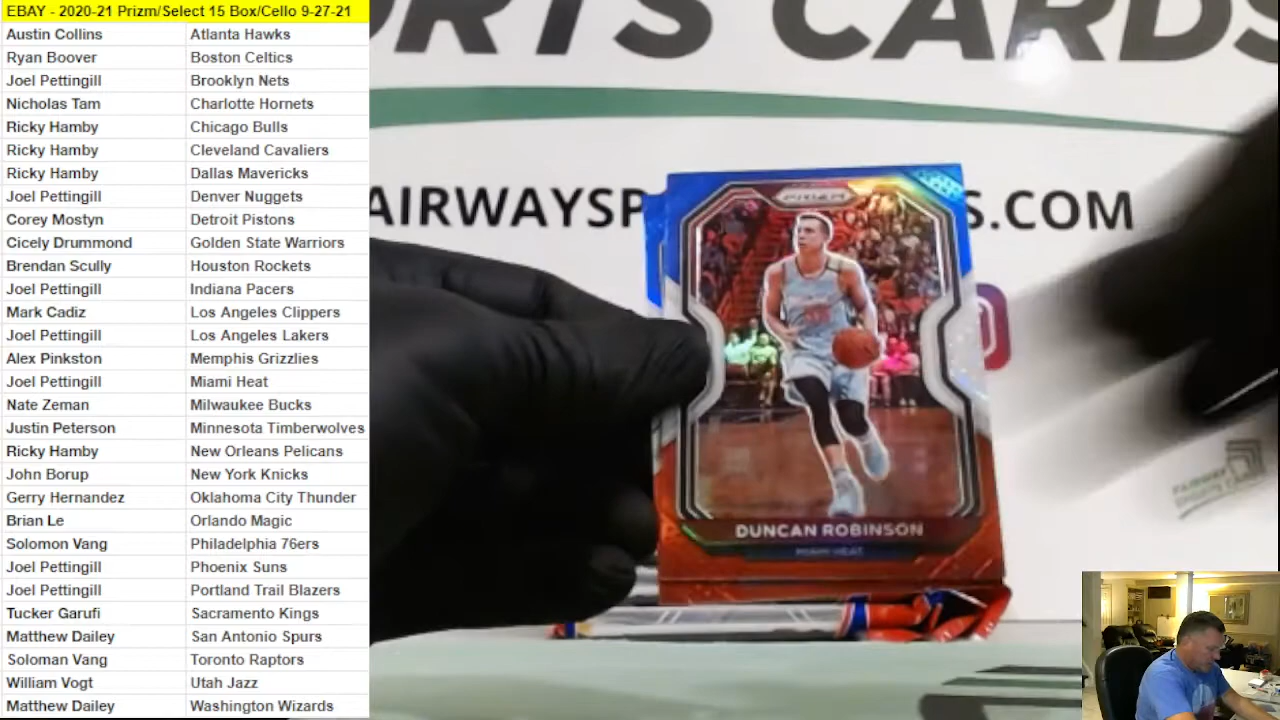 EBAY - 2020-21 Prizm/Select 15 Box/Cello 9-27-21
Austin Collins Atlanta Hawks
Ryan Boover Boston Celtics
Joel Pettingill Brooklyn Nets
Nicholas Tam Charlotte Hornets
Ricky Hamby Chicago Bulls
Ricky Hamby Cleveland Cavaliers
Ricky Hamby Dallas Mavericks
Joel Pettingill Denver Nuggets
Corey Mostyn Detroit Pistons
Cicely Drummond Golden State Warriors
Brendan Scully Houston Rockets
Joel Pettingill Indiana Pacers
Mark Cadiz Los Angeles Clippers
Joel Pettingill Los Angeles Lakers
Alex Pinkston Memphis Grizzlies
Joel Pettingill Miami Heat
Nate Zeman Milwaukee Bucks
Justin Peterson Minnesota Timberwolves
Ricky Hamby New Orleans Pelicans
John Borup New York Knicks
Gerry Hernandez Oklahoma City Thunder
Brian Le Orlando Magic
Solomon Vang Philadelphia 76ers
Joel Pettingill Phoenix Suns
Joel Pettingill Portland Trail Blazers
Tucker Garufi Sacramento Kings
Matthew Dailey San Antonio Spurs
Soloman Vang Toronto Raptors
William Vogt Utah Jazz
Matthew Dailey Washington Wizards
ORTS CARDS
AIRWAYSP S.COM
PRIZM
DUNCAN ROBINSON
MIAMI HEAT